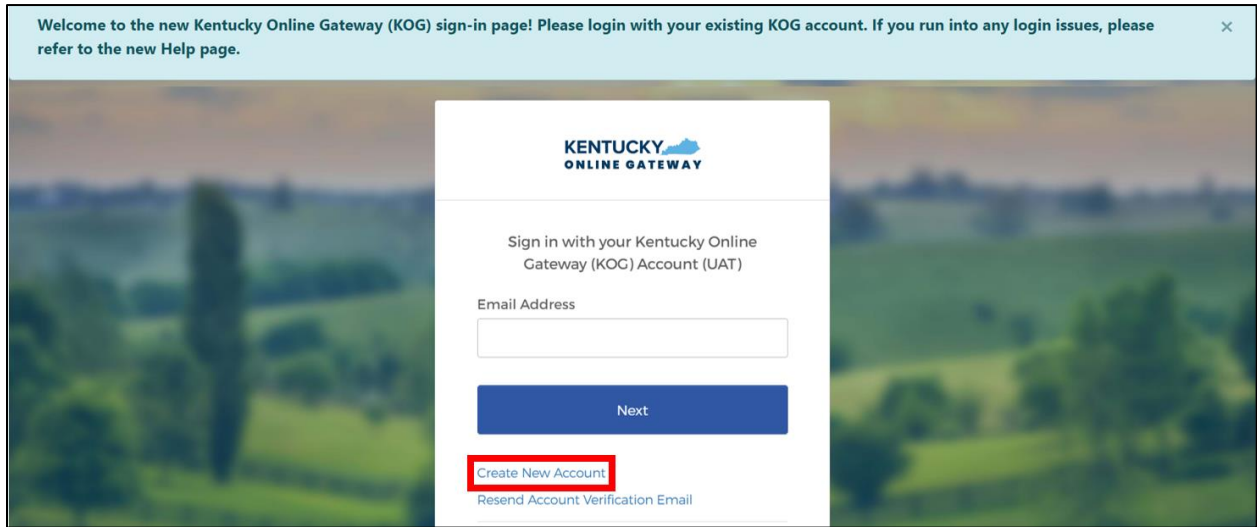 Welcome to the new Kentucky Online Gateway (KOG) sign-in page! Please login with your existing KOG account. If you run into any login issues, please
refer to the new Help page.
×
KENTUCKY
ONLINE GATEWAY
Sign in with your Kentucky Online
Gateway (KOG) Account (UAT)
Email Address
Next
Create New Account
Resend Account Verification Email